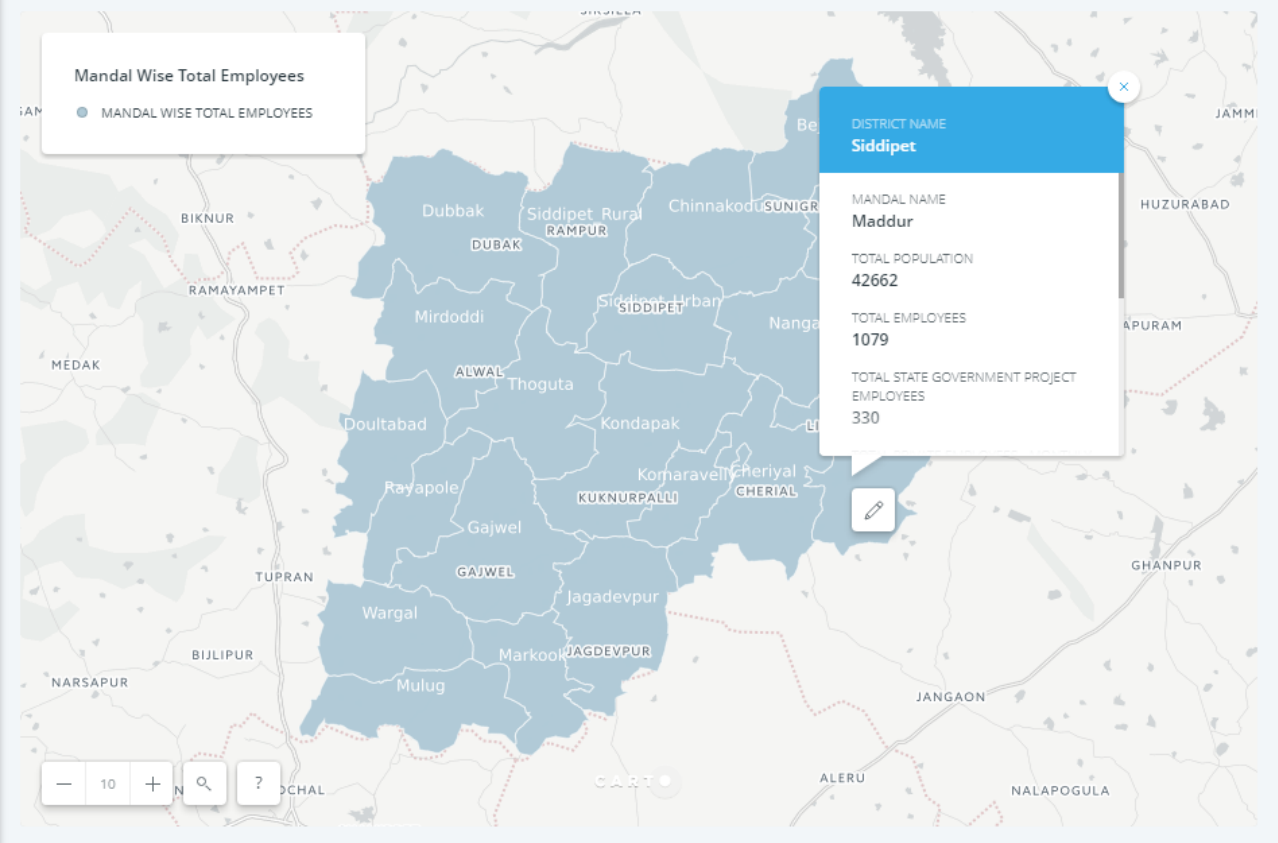 Mandal Wise Total Employees
MANDAL WISE TOTAL EMPLOYEES
DISTRICT NAME
Siddipet
MANDAL NAME
Maddur
TOTAL POPULATION
42662
TOTAL EMPLOYEES
1079
TOTAL STATE GOVERNMENT PROJECT
EMPLOYEES
330
BIKNUR
RAMAYAMPET
MEDAK
TUPRAN
BIJLIPUR
NARSAPUR
Dubbak
DUBAK
Siddipet_Rural
RAMPUR
Chinnakodu
SUNIGR
Be
HUZURABAD
JAMMI
Mirdoddi
Siddipet_Urban
SIDDIPET
Nanga
APURAM
ALWAL
Thoguta
Doultabad
Kondapak
LI
Rayapole
Komaravelly
Cheriyal
CHERIAL
KUKNURPALLI
Gajwel
GAJWEL
GHANPUR
Wargal
Jagadevpur
Markook
JAGDEVPUR
Mulug
JANGAON
ALERU
NALAPOGULA
10
?
OCHAL
CARTO